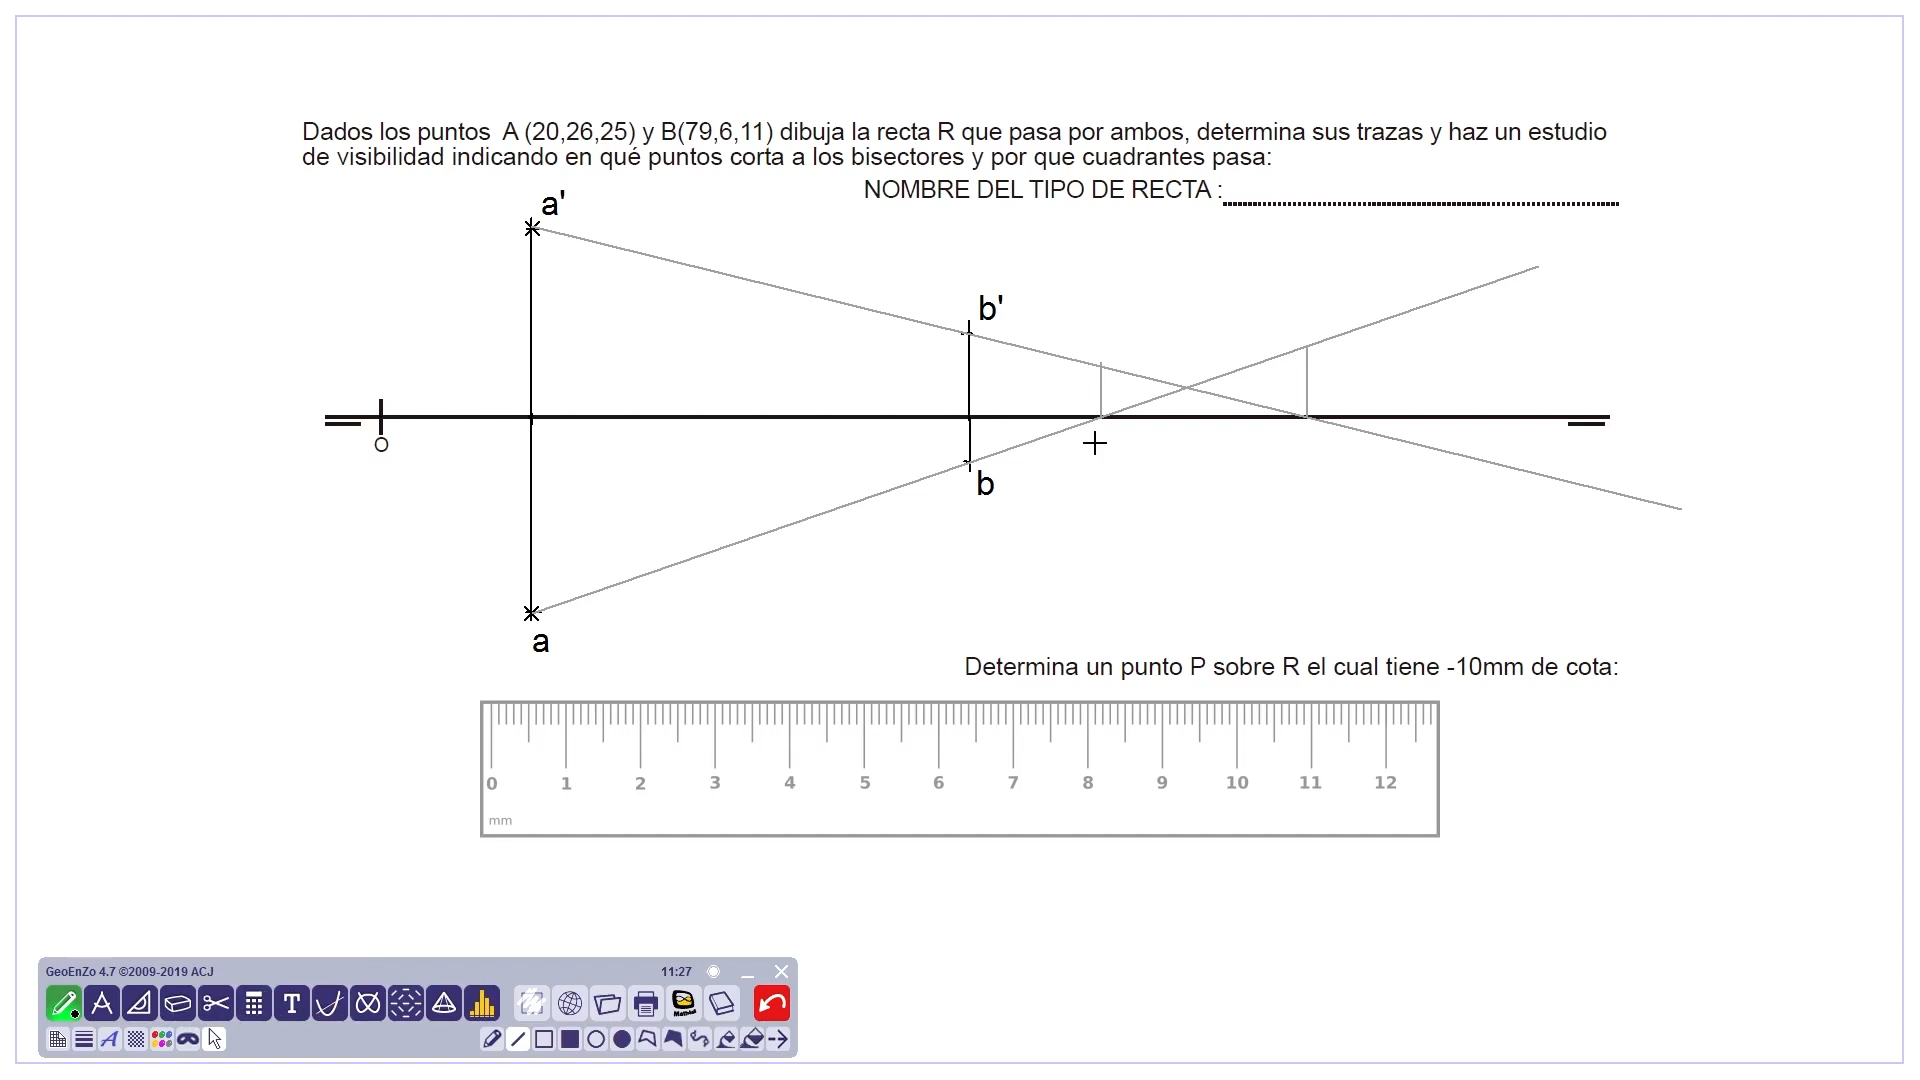 Dados los puntos A (20,26,25) y B(79,6,11) dibuja la recta R que pasa por ambos, determina sus trazas y haz un estudio
de visibilidad indicando en qué puntos corta a los bisectores y por que cuadrantes pasa:
NOMBRE DEL TIPO DE RECTA :
a'
b'
O
b
a
Determina un punto P sobre R el cual tiene -10mm de cota:
0 1 2 3 4 5 6 7 8 9 10 11 12
mm
GeoEnZo 4.7 ©2009-2019 ACJ 11:27